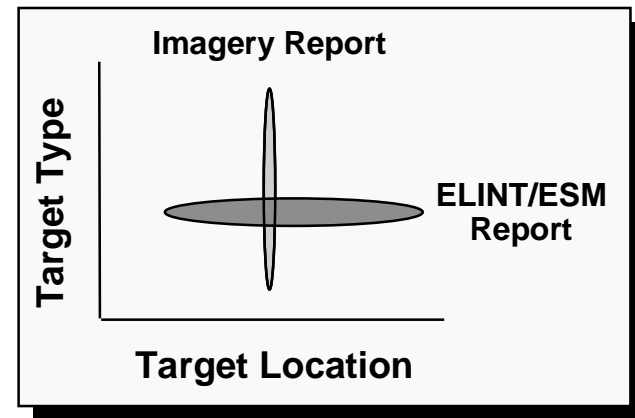 Imagery Report
Target Type
ELINT/ESM
Report
Target Location